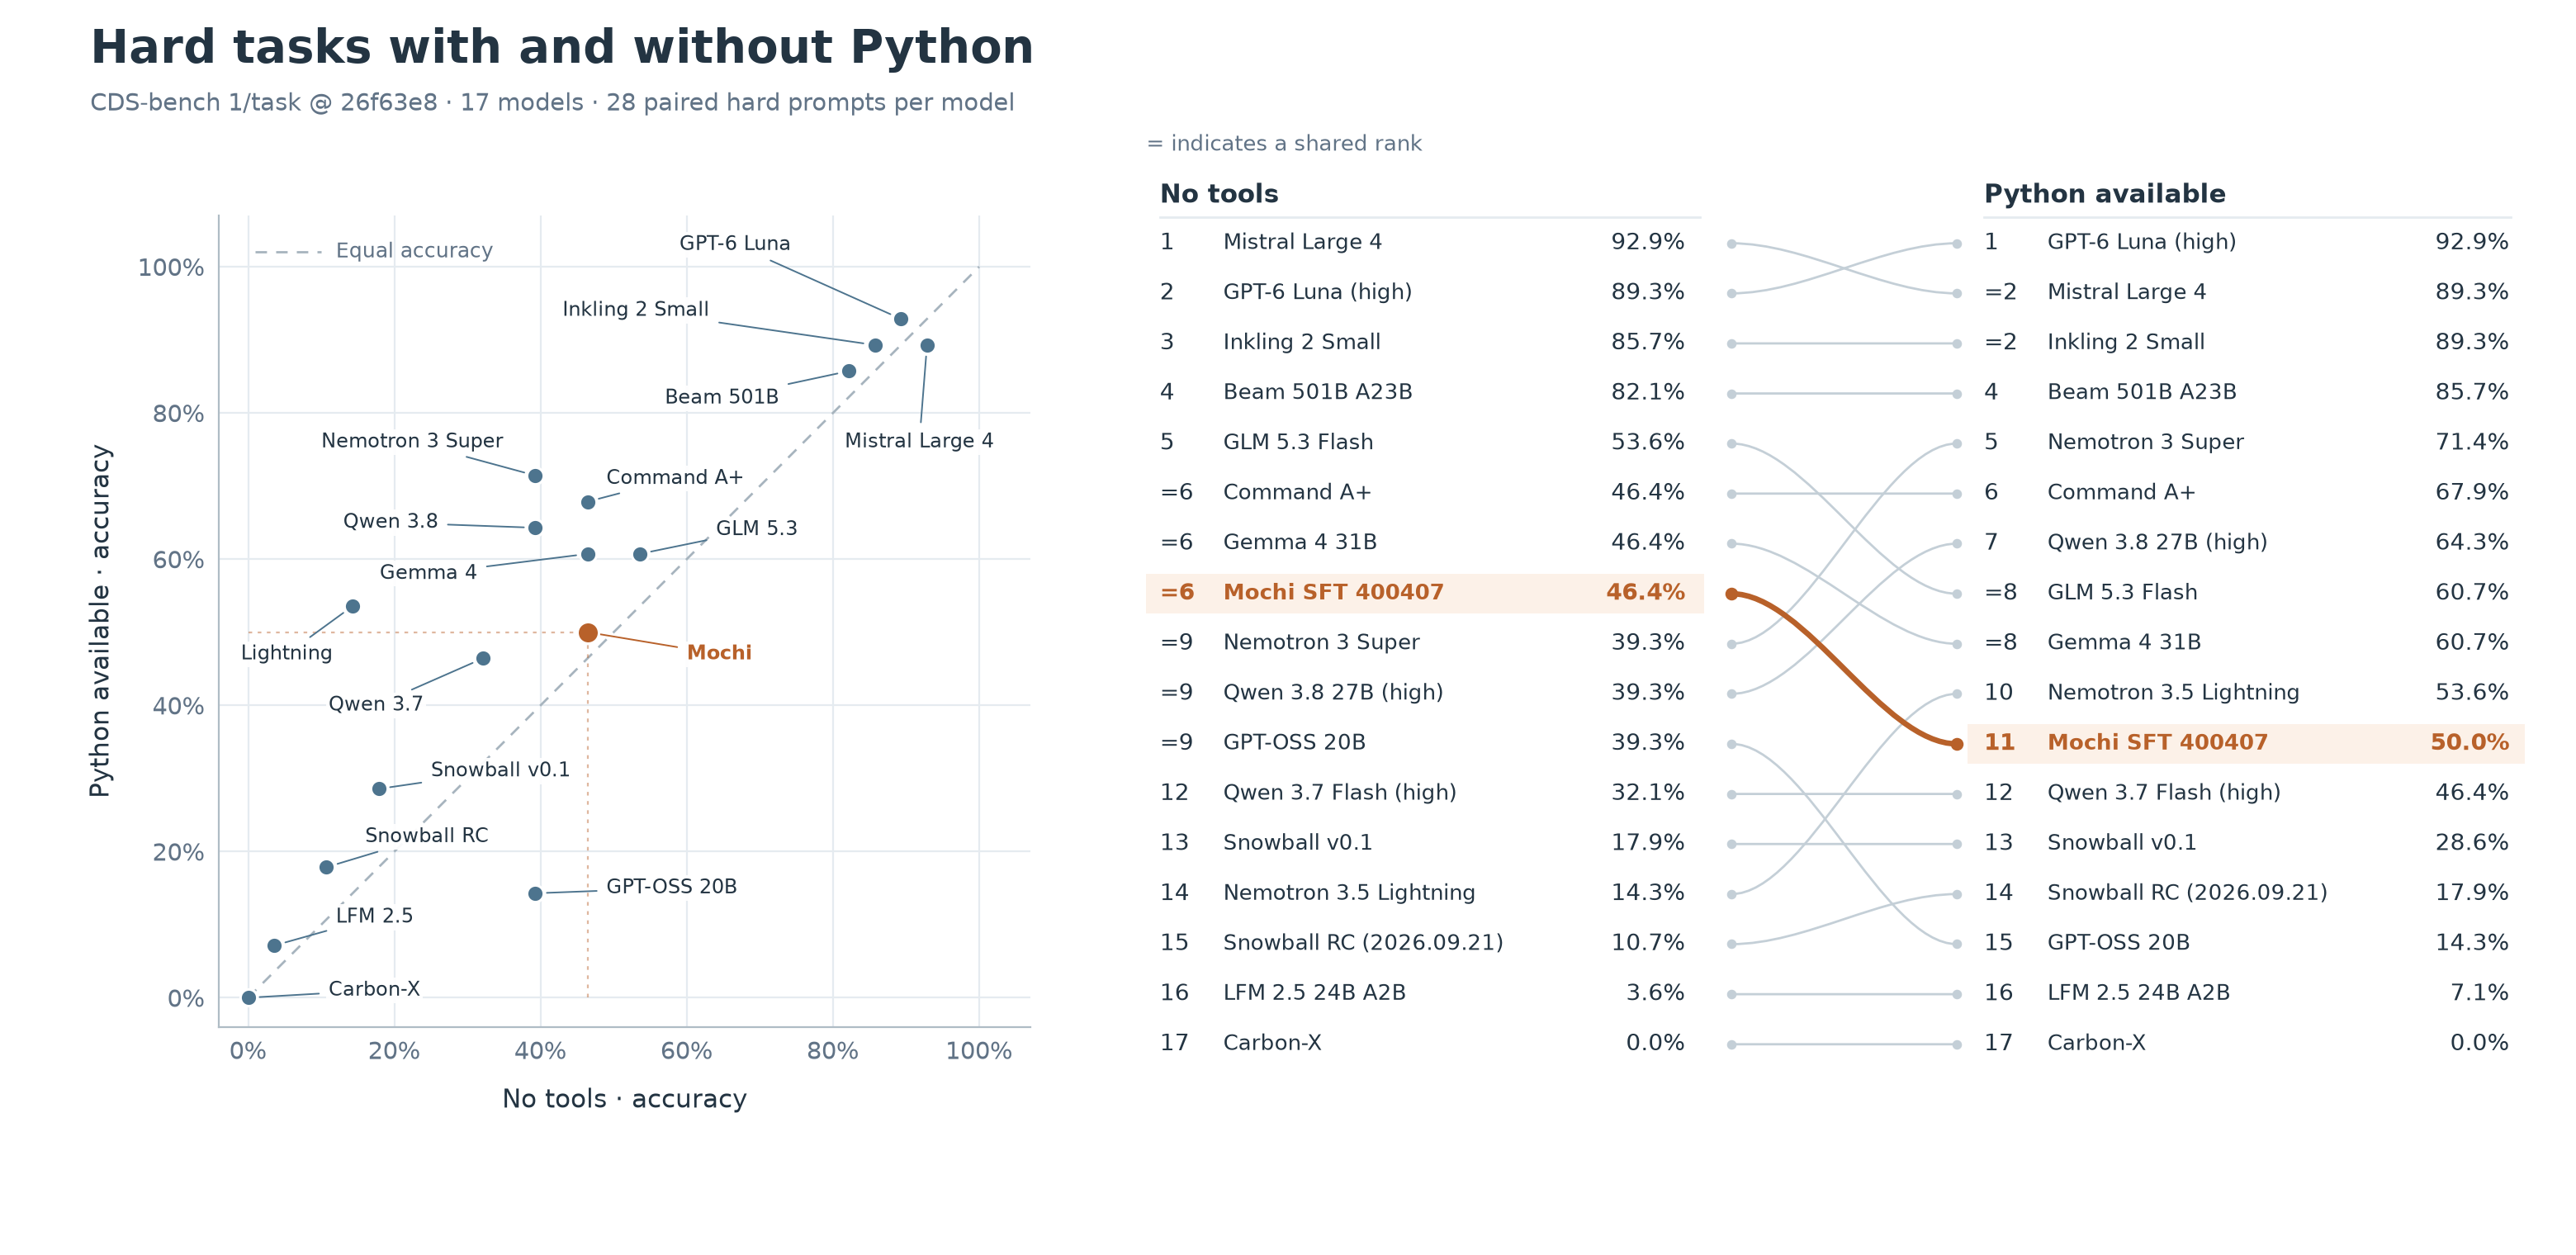 Hard tasks with and without Python
CDS-bench 1/task @ 26f63e8 · 17 models · 28 paired hard prompts per model
Equal accuracy
100%
80%
60%
40%
20%
0%
Python available · accuracy
GPT-6 Luna
Inkling 2 Small
Beam 501B
Mistral Large 4
Nemotron 3 Super
Command A+
Qwen 3.8
GLM 5.3
Gemma 4
Lightning
Mochi
Qwen 3.7
Snowball v0.1
Snowball RC
GPT-OSS 20B
LFM 2.5
Carbon-X
0% 20% 40% 60% 80% 100%
No tools · accuracy
= indicates a shared rank
No tools
1 Mistral Large 4 92.9%
2 GPT-6 Luna (high) 89.3%
3 Inkling 2 Small 85.7%
4 Beam 501B A23B 82.1%
5 GLM 5.3 Flash 53.6%
=6 Command A+ 46.4%
=6 Gemma 4 31B 46.4%
=6 Mochi SFT 400407 46.4%
=9 Nemotron 3 Super 39.3%
=9 Qwen 3.8 27B (high) 39.3%
=9 GPT-OSS 20B 39.3%
12 Qwen 3.7 Flash (high) 32.1%
13 Snowball v0.1 17.9%
14 Nemotron 3.5 Lightning 14.3%
15 Snowball RC (2026.09.21) 10.7%
16 LFM 2.5 24B A2B 3.6%
17 Carbon-X 0.0%
Python available
1 GPT-6 Luna (high) 92.9%
=2 Mistral Large 4 89.3%
=2 Inkling 2 Small 89.3%
4 Beam 501B A23B 85.7%
5 Nemotron 3 Super 71.4%
6 Command A+ 67.9%
7 Qwen 3.8 27B (high) 64.3%
=8 GLM 5.3 Flash 60.7%
=8 Gemma 4 31B 60.7%
10 Nemotron 3.5 Lightning 53.6%
11 Mochi SFT 400407 50.0%
12 Qwen 3.7 Flash (high) 46.4%
13 Snowball v0.1 28.6%
14 Snowball RC (2026.09.21) 17.9%
15 GPT-OSS 20B 14.3%
16 LFM 2.5 24B A2B 7.1%
17 Carbon-X 0.0%